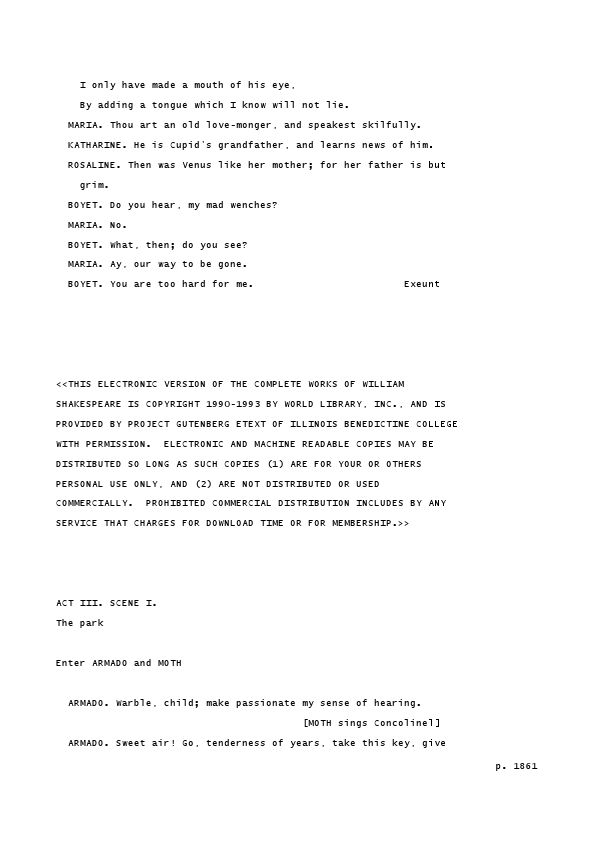 I only have made a mouth of his eye,
By adding a tongue which I know will not lie.
MARIA. Thou art an old love-monger, and speakest skilfully.
KATHARINE. He is Cupid's grandfather, and learns news of him.
ROSALINE. Then was Venus like her mother; for her father is but
grim.
BOYET. Do you hear, my mad wenches?
MARIA. No.
BOYET. What, then; do you see?
MARIA. Ay, our way to be gone.
BOYET. You are too hard for me. Exeunt
<<THIS ELECTRONIC VERSION OF THE COMPLETE WORKS OF WILLIAM
SHAKESPEARE IS COPYRIGHT 1990-1993 BY WORLD LIBRARY, INC., AND IS
PROVIDED BY PROJECT GUTENBERG ETEXT OF ILLINOIS BENEDICTINE COLLEGE
WITH PERMISSION.  ELECTRONIC AND MACHINE READABLE COPIES MAY BE
DISTRIBUTED SO LONG AS SUCH COPIES (1) ARE FOR YOUR OR OTHERS
PERSONAL USE ONLY, AND (2) ARE NOT DISTRIBUTED OR USED
COMMERCIALLY.  PROHIBITED COMMERCIAL DISTRIBUTION INCLUDES BY ANY
SERVICE THAT CHARGES FOR DOWNLOAD TIME OR FOR MEMBERSHIP.>>
ACT III. SCENE I.
The park
Enter ARMADO and MOTH
ARMADO. Warble, child; make passionate my sense of hearing.
[MOTH sings Concolinel]
ARMADO. Sweet air! Go, tenderness of years, take this key, give
p. 1861